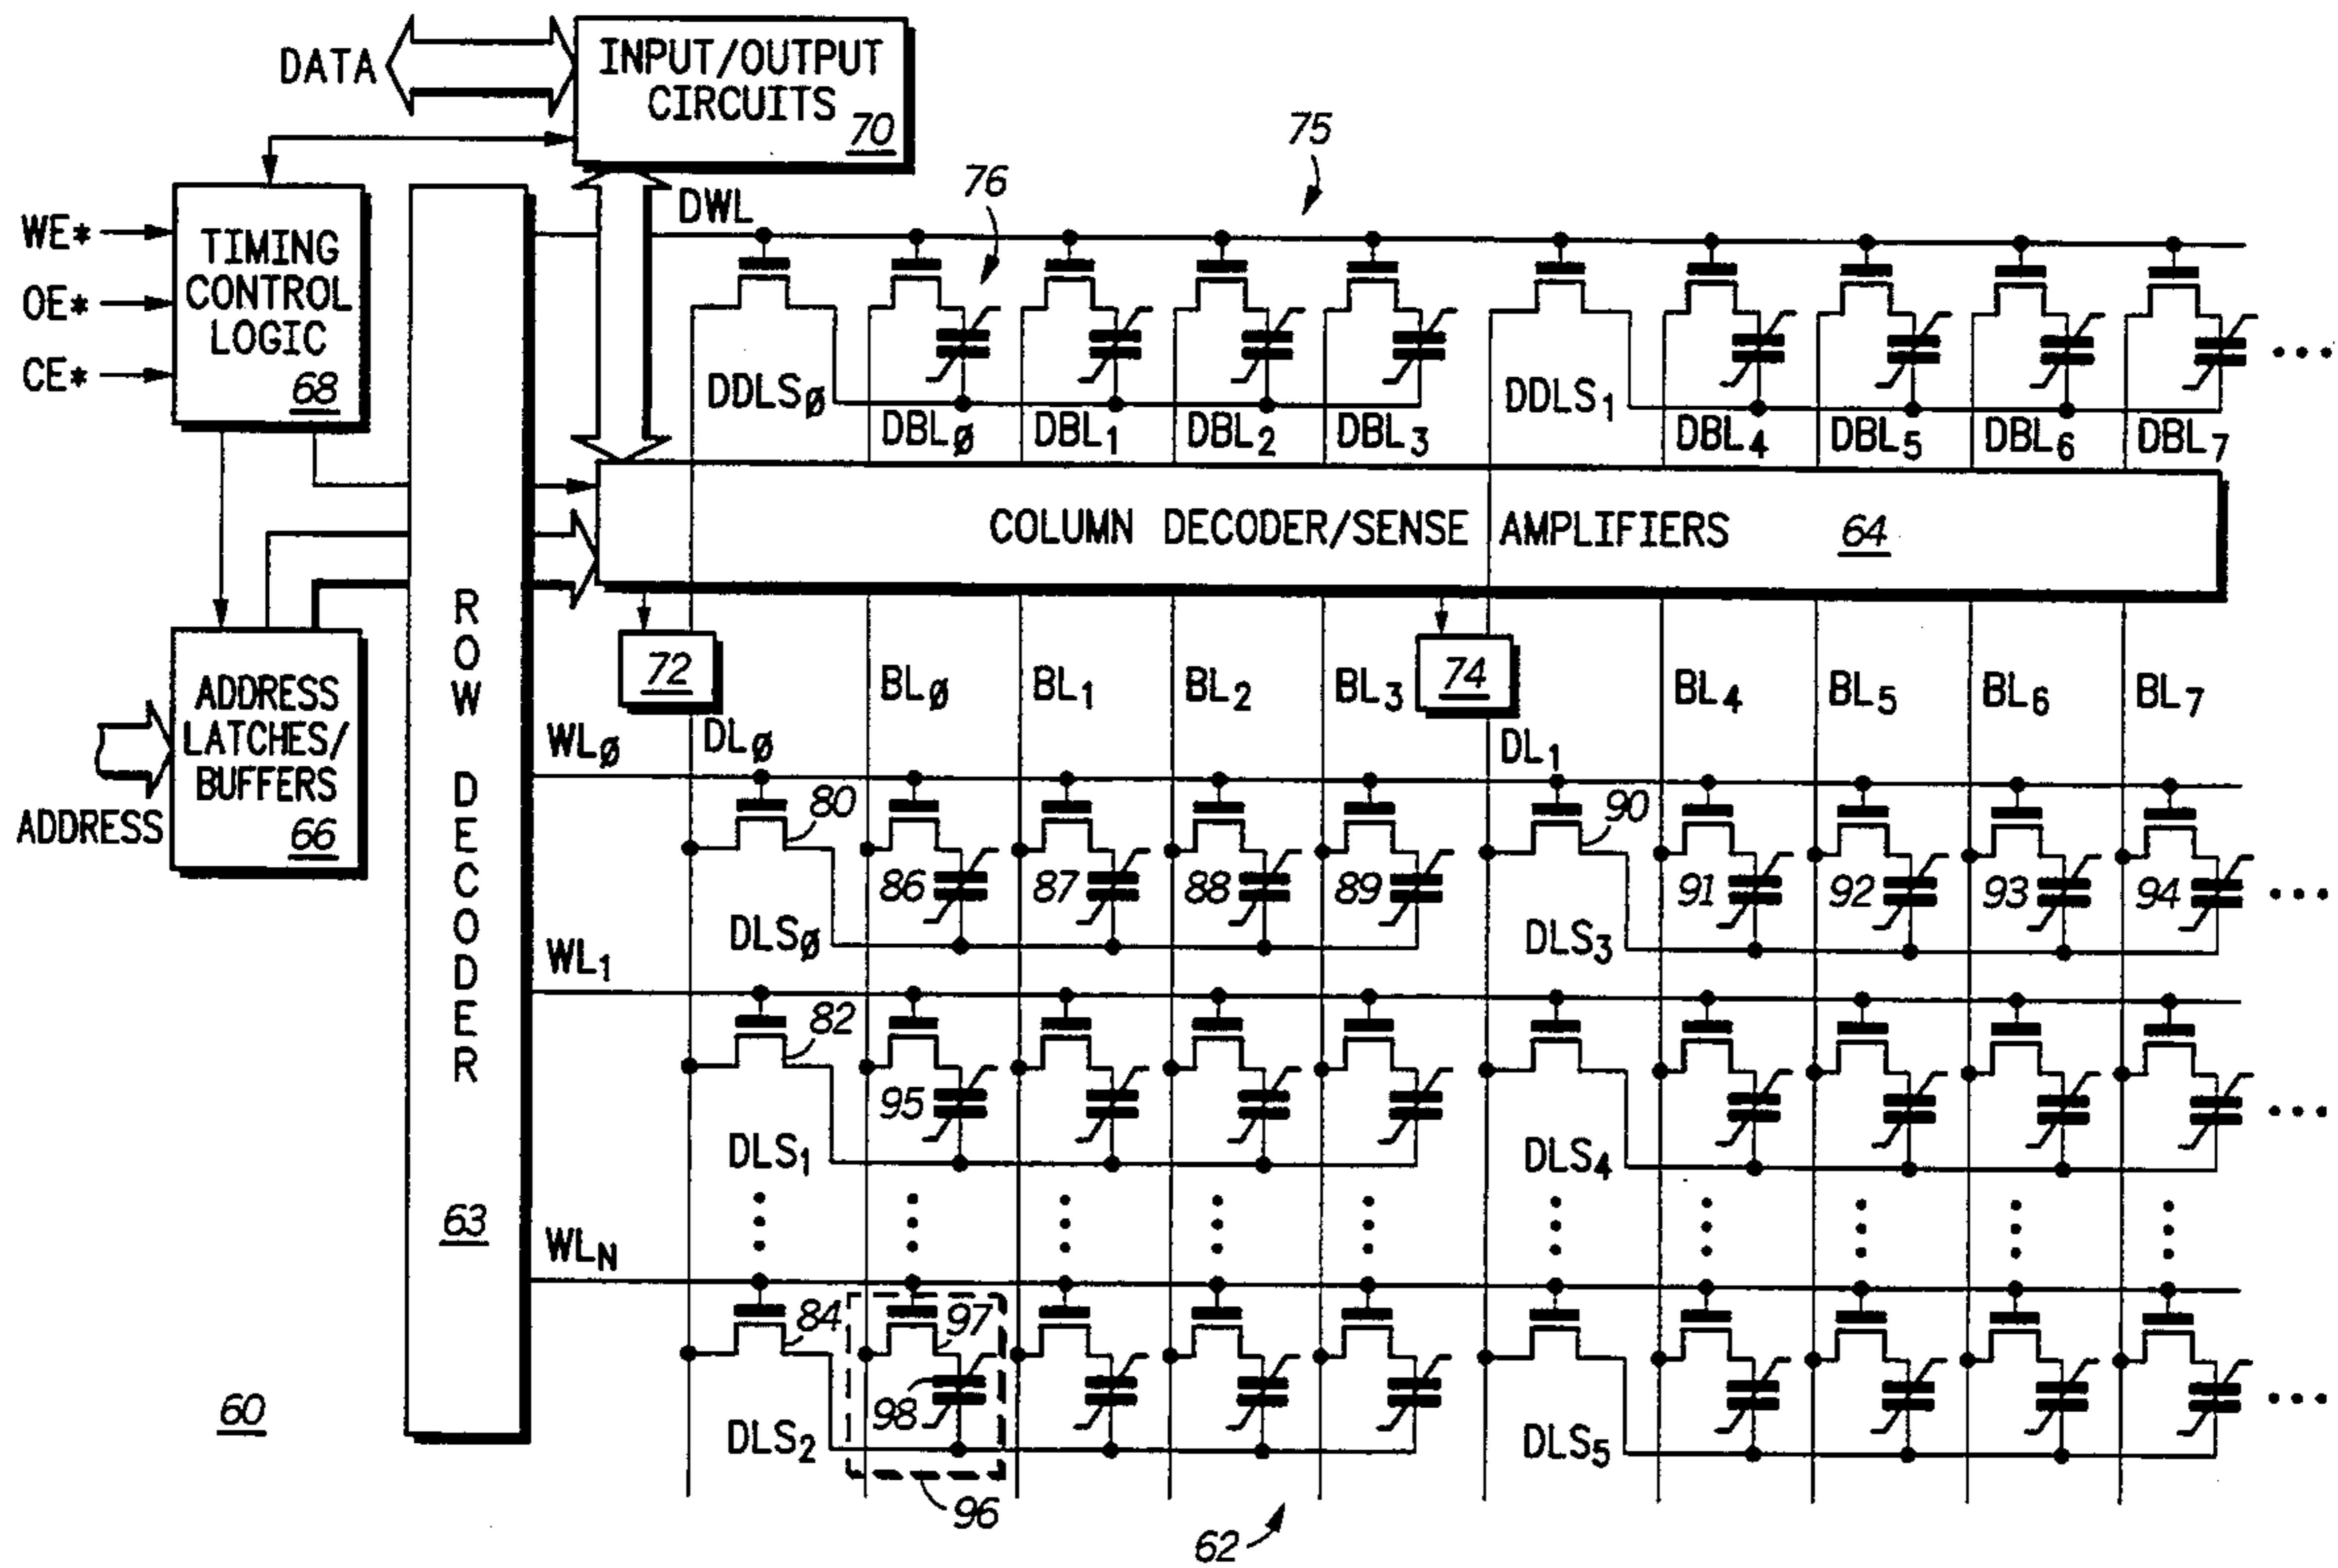 DATA
INPUT/OUTPUT
CIRCUITS
70
75
76
DWL
WE*
OE*
CE*
TIMING
CONTROL
LOGIC
68
DDLSø
DBLø
DBL1
DBL2
DBL3
DDLS1
DBL4
DBL5
DBL6
DBL7
COLUMN DECODER/SENSE AMPLIFIERS 64
ROW DECODER
63
ADDRESS
LATCHES/
BUFFERS
66
ADDRESS
72
74
BLø
BL1
BL2
BL3
BL4
BL5
BL6
BL7
WLø
DLø
DL1
80
90
86
87
88
89
91
92
93
94
DLSø
DLS3
WL1
82
95
DLS1
DLS4
WLN
84
97
98
DLS2
DLS5
96
60
62